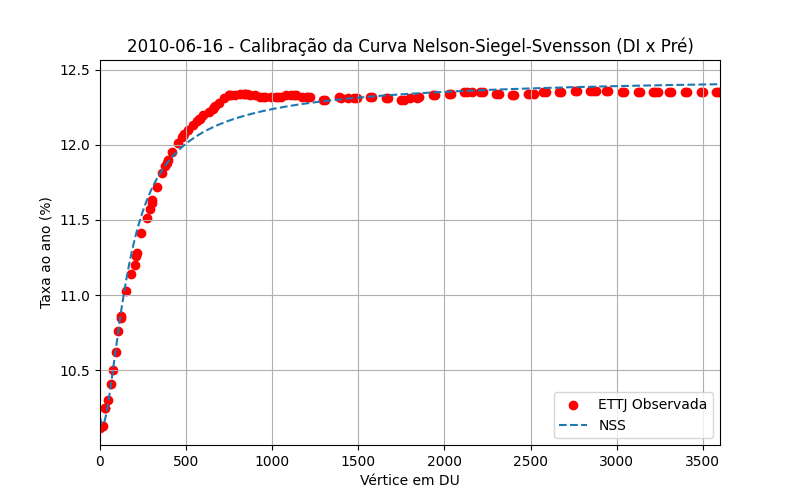 2010-06-16 - Calibração da Curva Nelson-Siegel-Svensson (DI x Pré)
Taxa ao ano (%)
12.5
12.0
11.5
11.0
10.5
ETTJ Observada
NSS
0 500 1000 1500 2000 2500 3000 3500
Vértice em DU